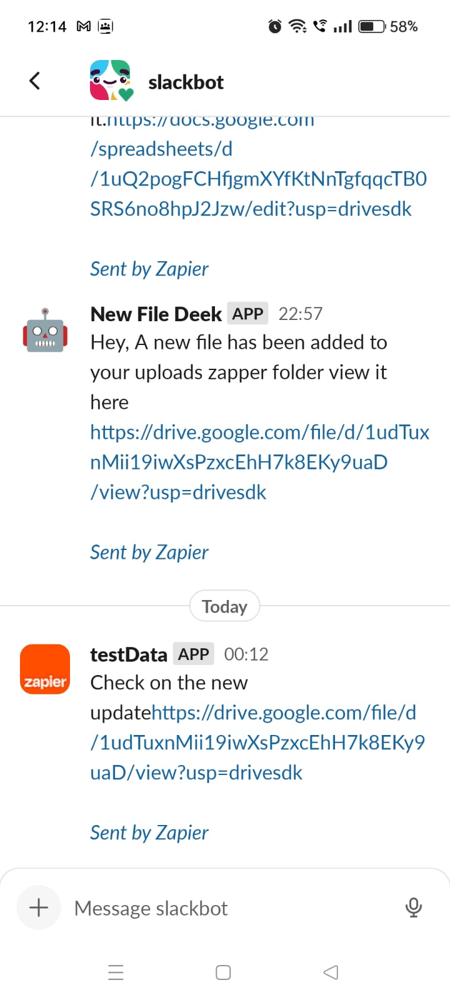 12:14
58%
slackbot
it.https://docs.google.com
/spreadsheets/d
/1uQ2pogFCHfjgmXYfKtNnTgfqqcTB0
SRS6no8hpJ2Jzw/edit?usp=drivesdk
Sent by Zapier
New File Deek APP 22:57
Hey, A new file has been added to
your uploads zapper folder view it
here
https://drive.google.com/file/d/1udTux
nMii19iwXsPzxcEhH7k8EKy9uaD
/view?usp=drivesdk
Sent by Zapier
Today
testData APP 00:12
zapier
Check on the new
updatehttps://drive.google.com/file/d
/1udTuxnMii19iwXsPzxcEhH7k8EKy9
uaD/view?usp=drivesdk
Sent by Zapier
Message slackbot